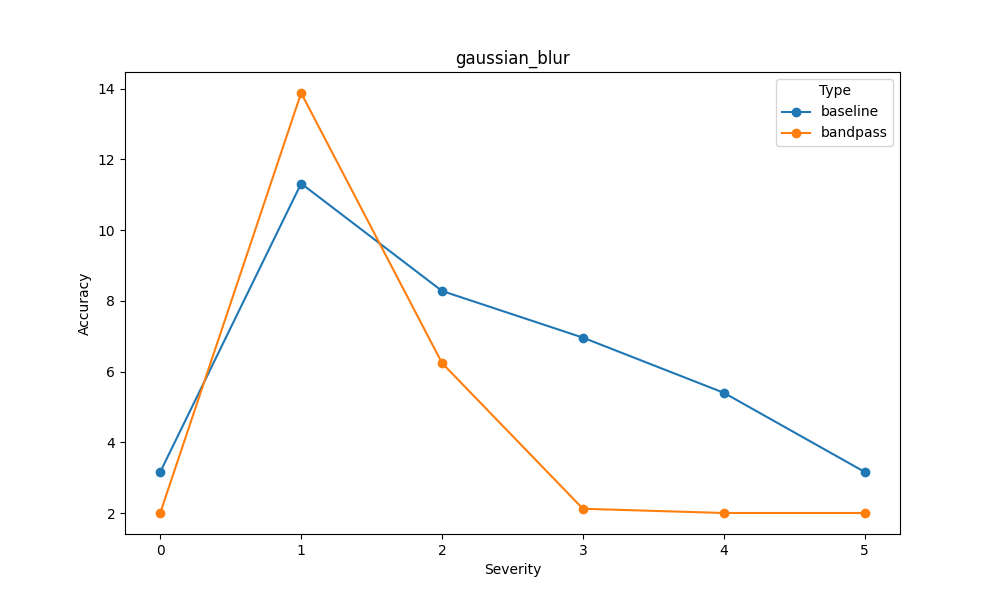 gaussian_blur
Type
baseline
bandpass
Accuracy
14
12
10
8
6
4
2
0 1 2 3 4 5
Severity